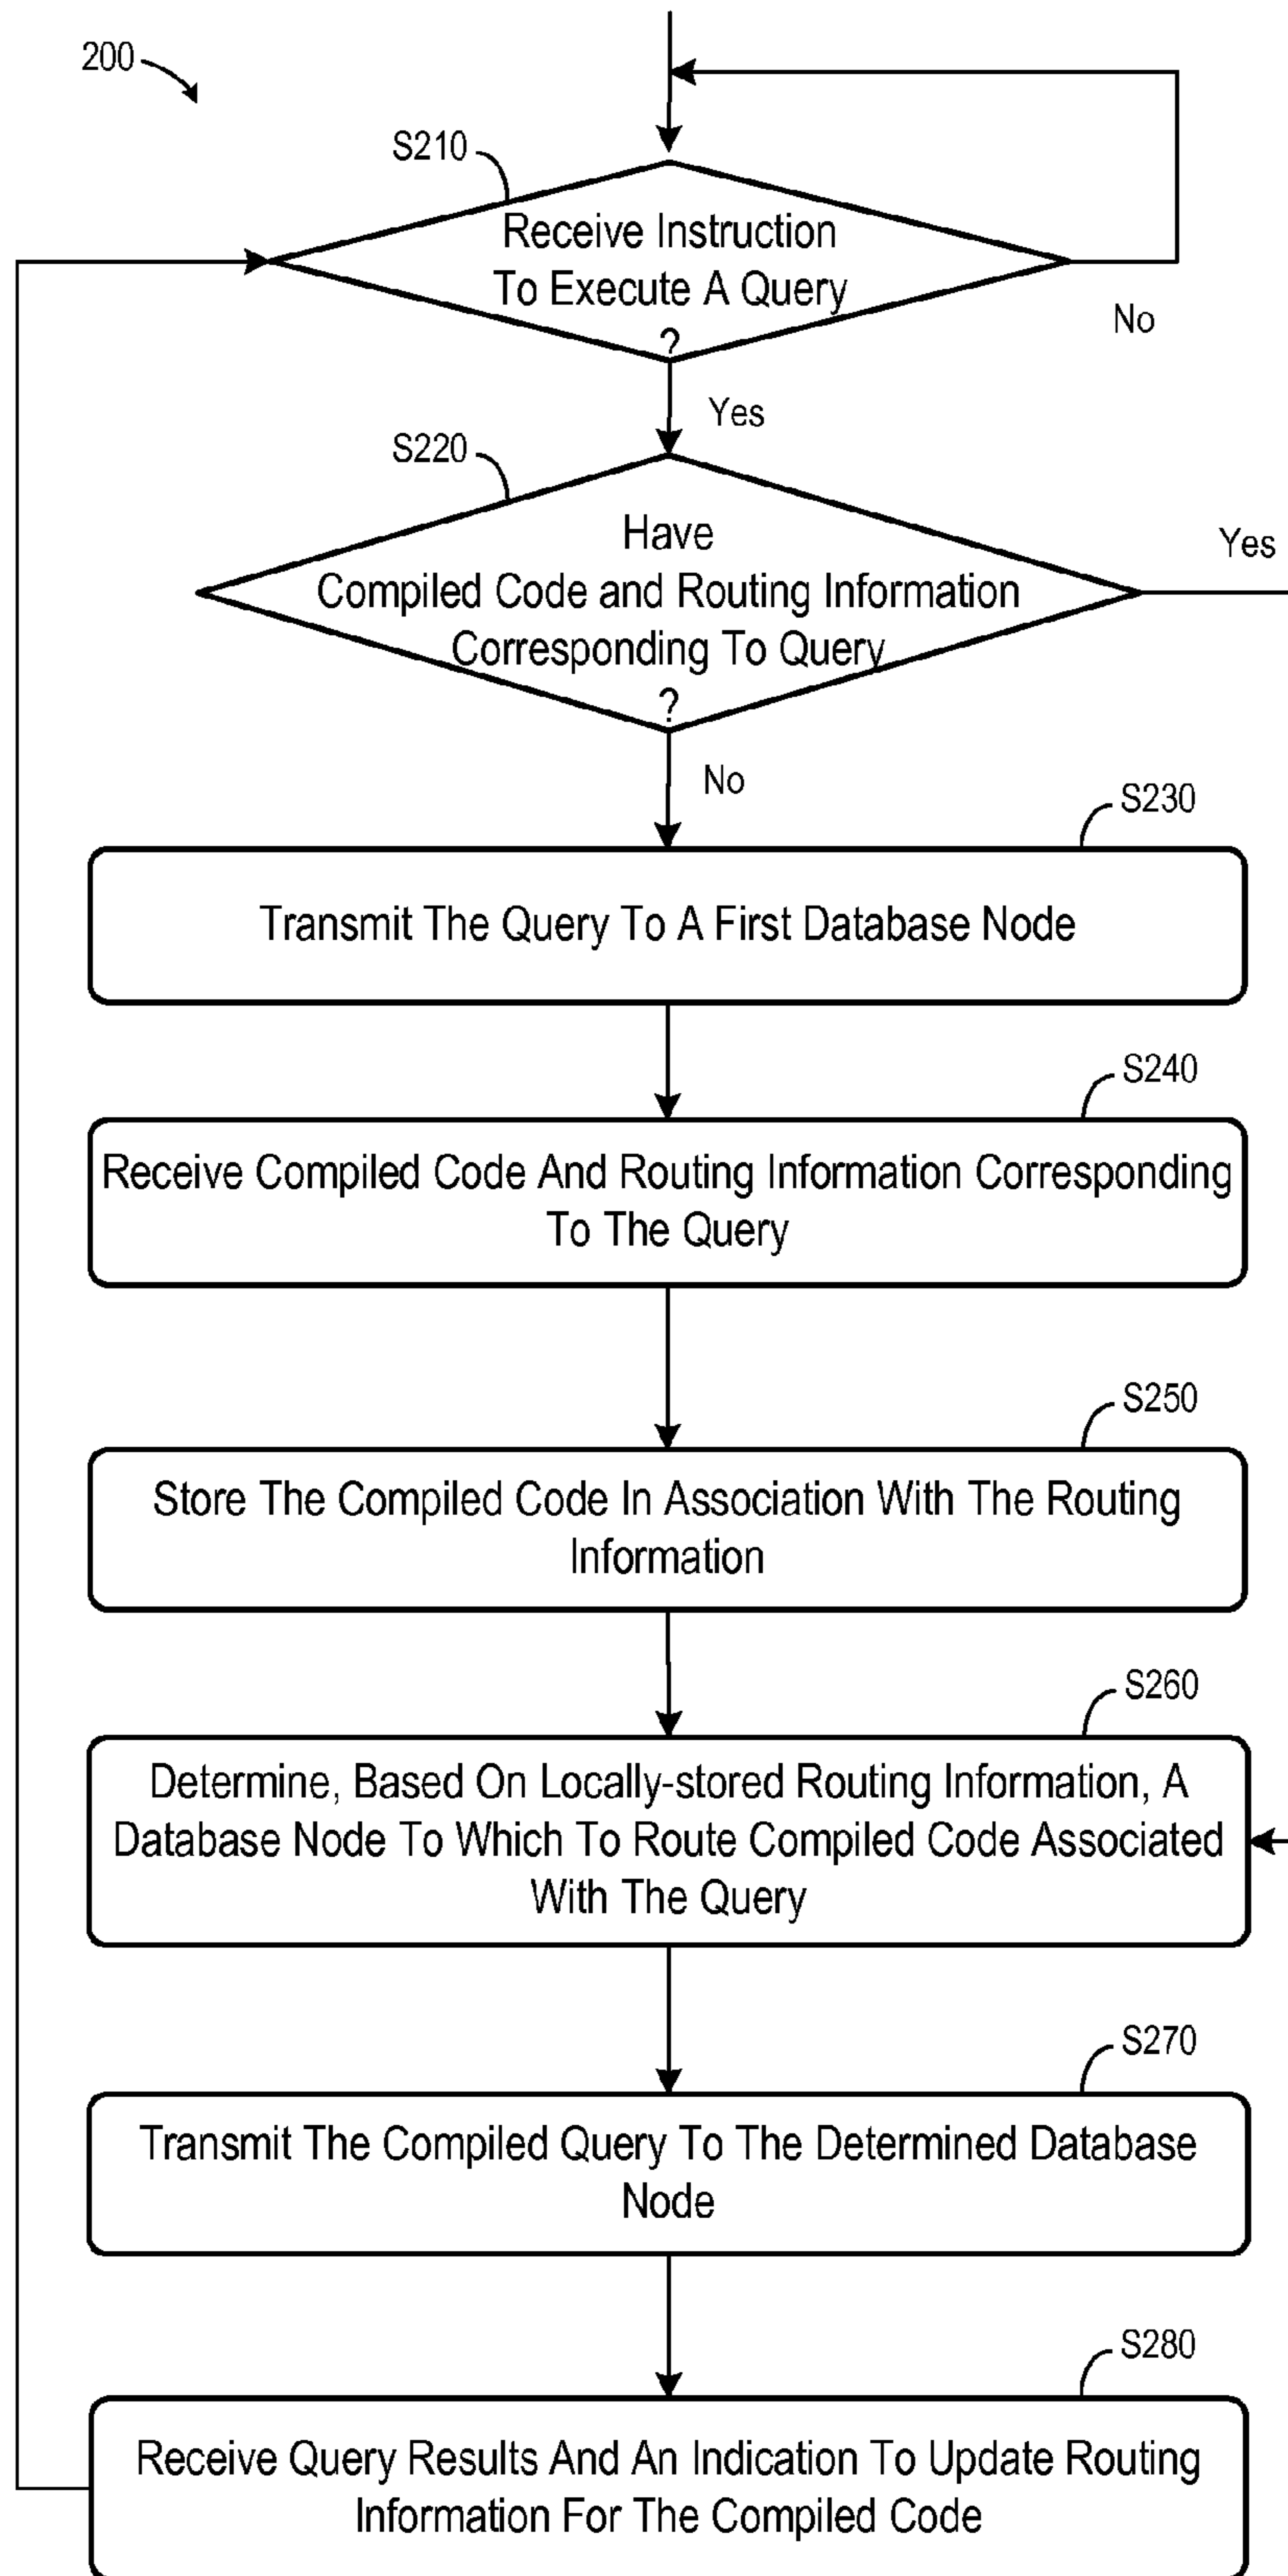 200
S210
Receive Instruction
To Execute A Query
?
No
Yes
S220
Have
Compiled Code and Routing Information
Corresponding To Query
?
Yes
No
S230
Transmit The Query To A First Database Node
S240
Receive Compiled Code And Routing Information Corresponding
To The Query
S250
Store The Compiled Code In Association With The Routing
Information
S260
Determine, Based On Locally-stored Routing Information, A
Database Node To Which To Route Compiled Code Associated
With The Query
S270
Transmit The Compiled Query To The Determined Database
Node
S280
Receive Query Results And An Indication To Update Routing
Information For The Compiled Code